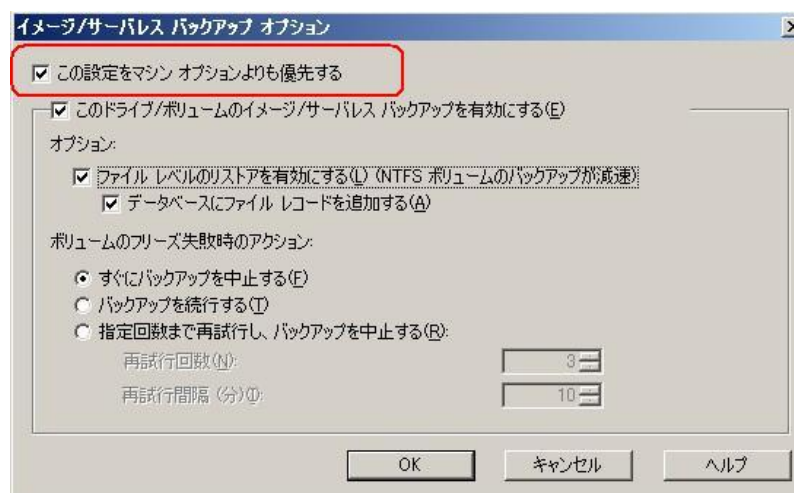 イメージ/サーバレス バックアップ オプション
この設定をマシン オプションよりも優先する
このドライブ/ボリュームのイメージ/サーバレス バックアップを有効にする(E)
オプション:
ファイル レベルのリストアを有効にする(L) (NTFS ボリュームのバックアップが減速)
データベースにファイル レコードを追加する(A)
ボリュームのフリーズ失敗時のアクション:
すぐにバックアップを中止する(F)
バックアップを続行する(T)
指定回数まで再試行し、バックアップを中止する(R):
再試行回数(N): 3
再試行間隔 (分)(I): 10
OK キャンセル ヘルプ